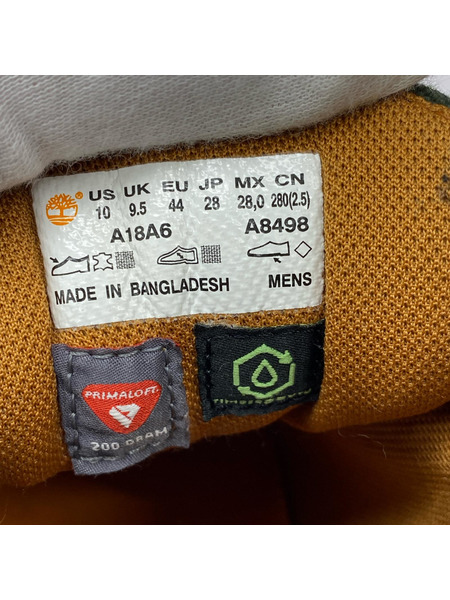 US UK EU JP MX CN
10 9.5 44 28 28,0 280(2.5)
A18A6 A8498
MADE IN BANGLADESH MENS
PRIMALOFT
200 GRAM